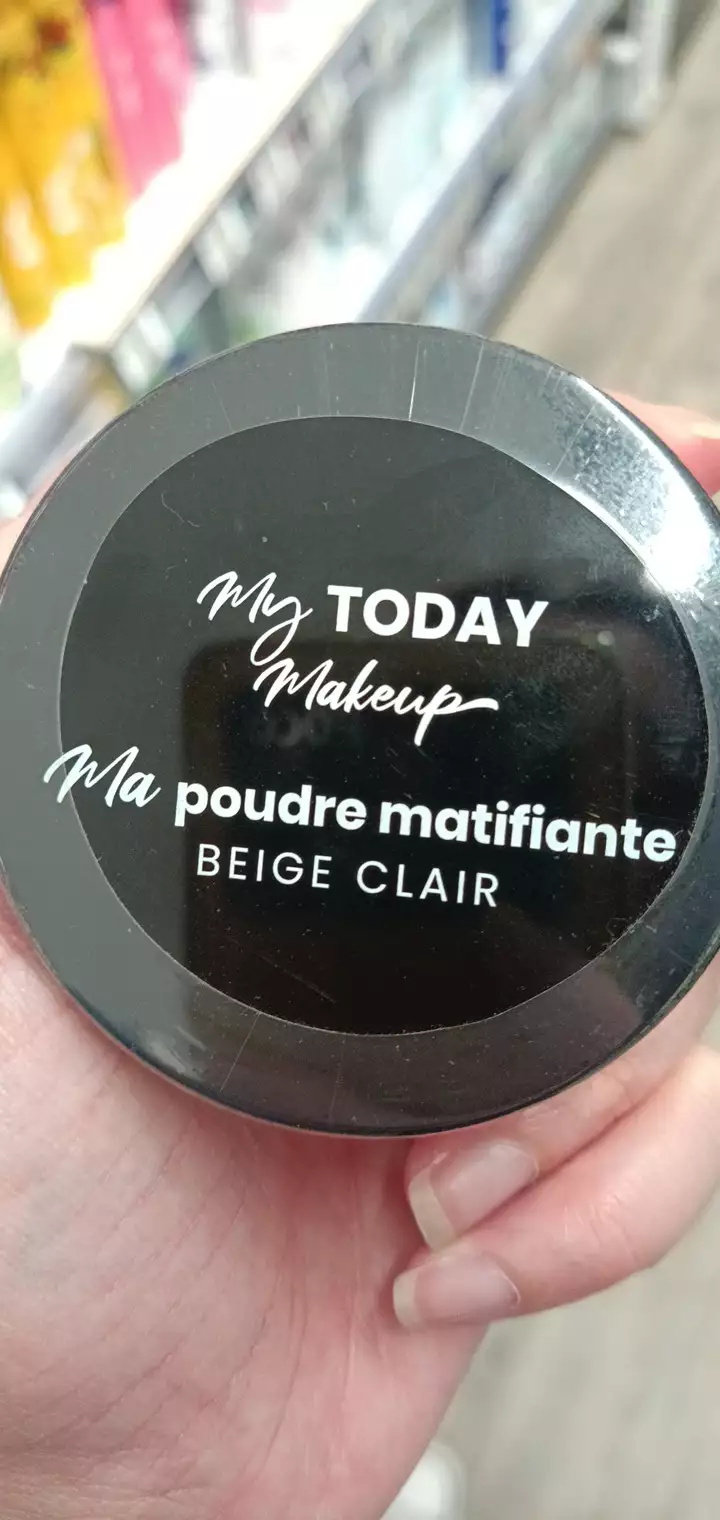 My TODAY
Makeup
Ma poudre matifiante
BEIGE CLAIR